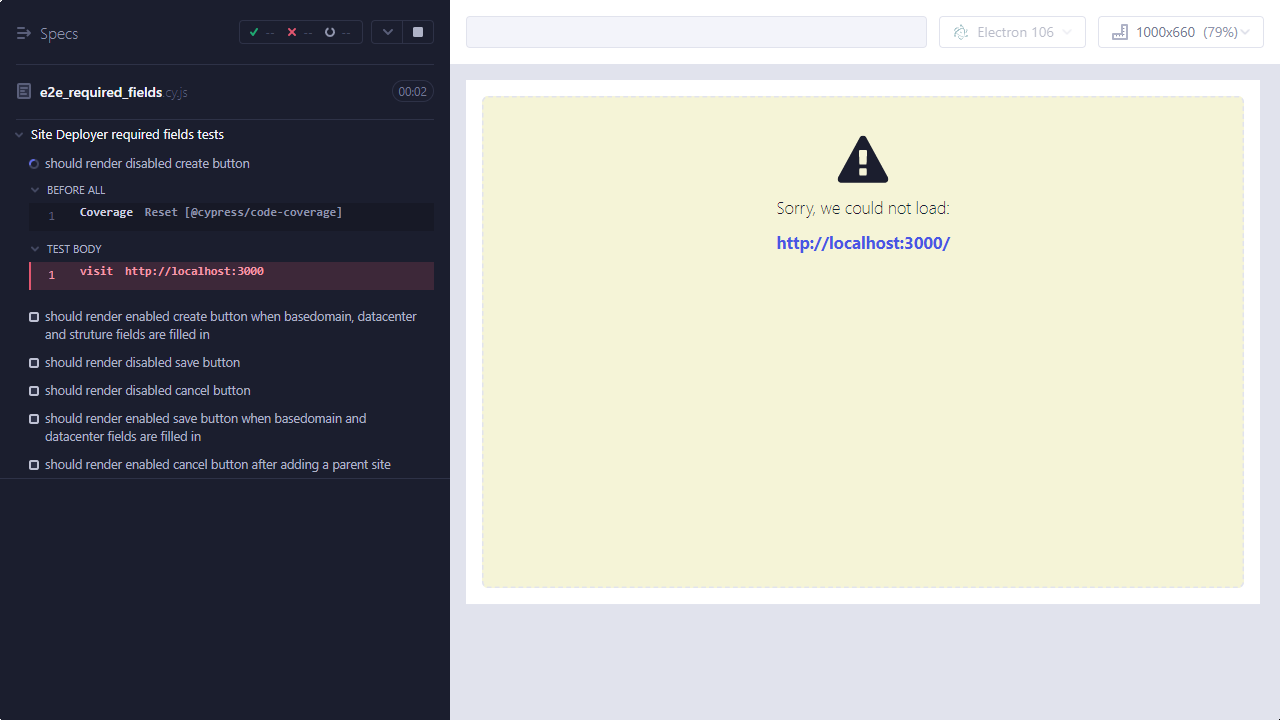 Specs
-- -- --
Electron 106
1000x660 (79%)
e2e_required_fields.cy.js
00:02
Site Deployer required fields tests
should render disabled create button
BEFORE ALL
1 Coverage Reset [@cypress/code-coverage]
TEST BODY
1 visit http://localhost:3000
should render enabled create button when basedomain, datacenter
and struture fields are filled in
should render disabled save button
should render disabled cancel button
should render enabled save button when basedomain and
datacenter fields are filled in
should render enabled cancel button after adding a parent site
Sorry, we could not load:
http://localhost:3000/